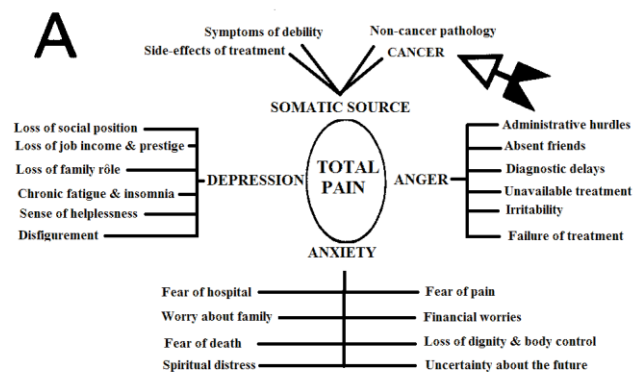 A
Symptoms of debility
Non-cancer pathology
Side-effects of treatment
CANCER
SOMATIC SOURCE
Loss of social position
Loss of job income & prestige
Loss of family rôle
Chronic fatigue & insomnia
Sense of helplessness
Disfigurement
DEPRESSION
TOTAL
PAIN
ANGER
Administrative hurdles
Absent friends
Diagnostic delays
Unavailable treatment
Irritability
Failure of treatment
ANXIETY
Fear of hospital
Fear of pain
Worry about family
Financial worries
Fear of death
Loss of dignity & body control
Spiritual distress
Uncertainty about the future